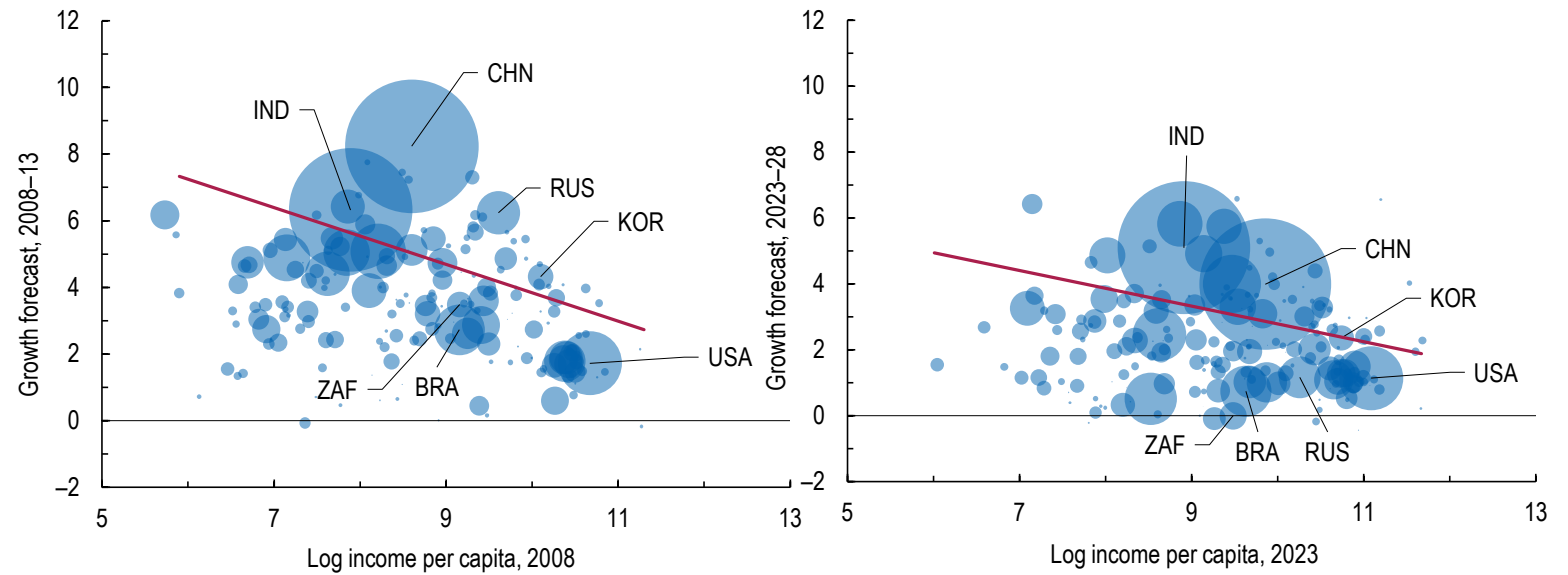 Growth forecast, 2008–13
12
10
8
6
4
2
0
–2
CHN
IND
RUS
KOR
USA
ZAF
BRA
5
7
9
11
13
Log income per capita, 2008
Growth forecast, 2023–28
12
10
8
6
4
2
0
–2
IND
CHN
KOR
USA
ZAF
BRA
RUS
5
7
9
11
13
Log income per capita, 2023